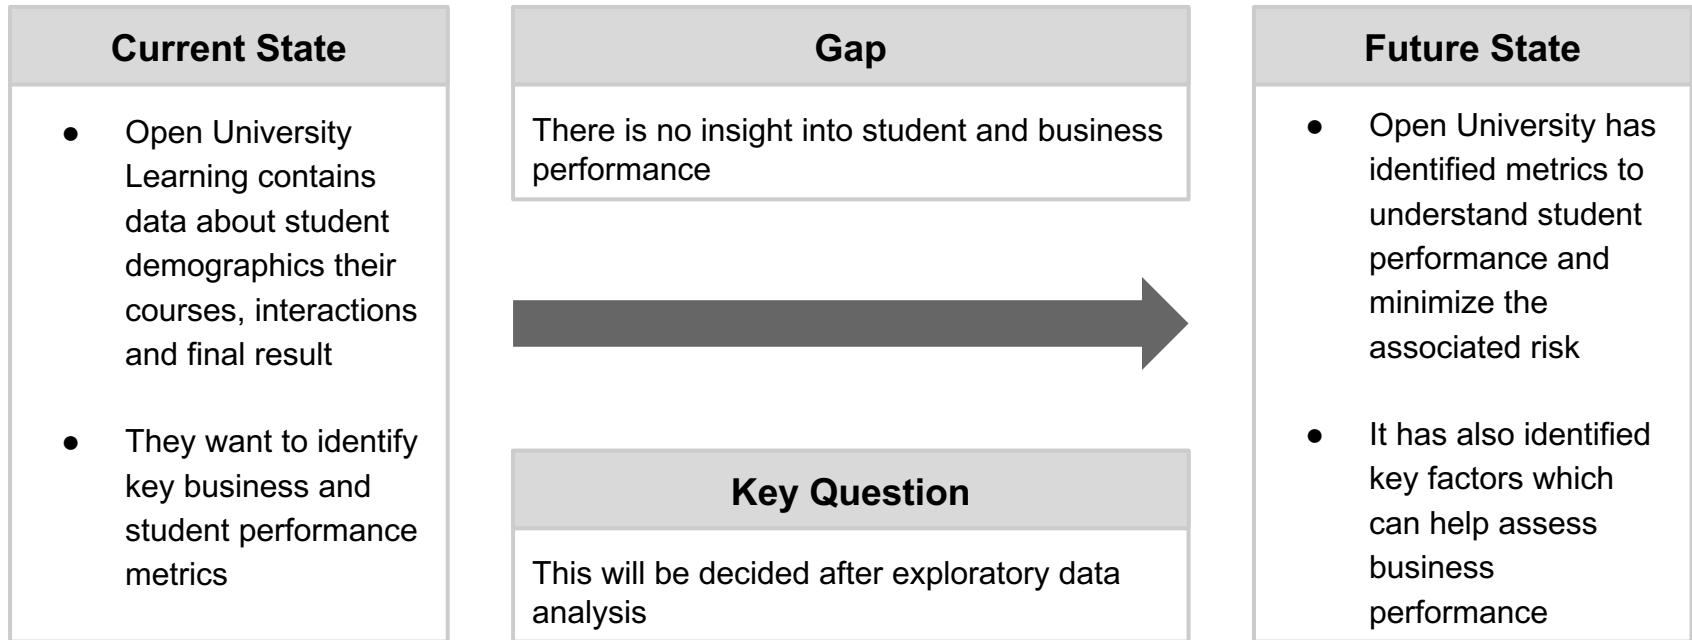 Current State
● Open University
Learning contains
data about student
demographics their
courses, interactions
and final result
● They want to identify
key business and
student performance
metrics
Gap
There is no insight into student and business
performance
Key Question
This will be decided after exploratory data
analysis
Future State
● Open University has
identified metrics to
understand student
performance and
minimize the
associated risk
● It has also identified
key factors which
can help assess
business
performance